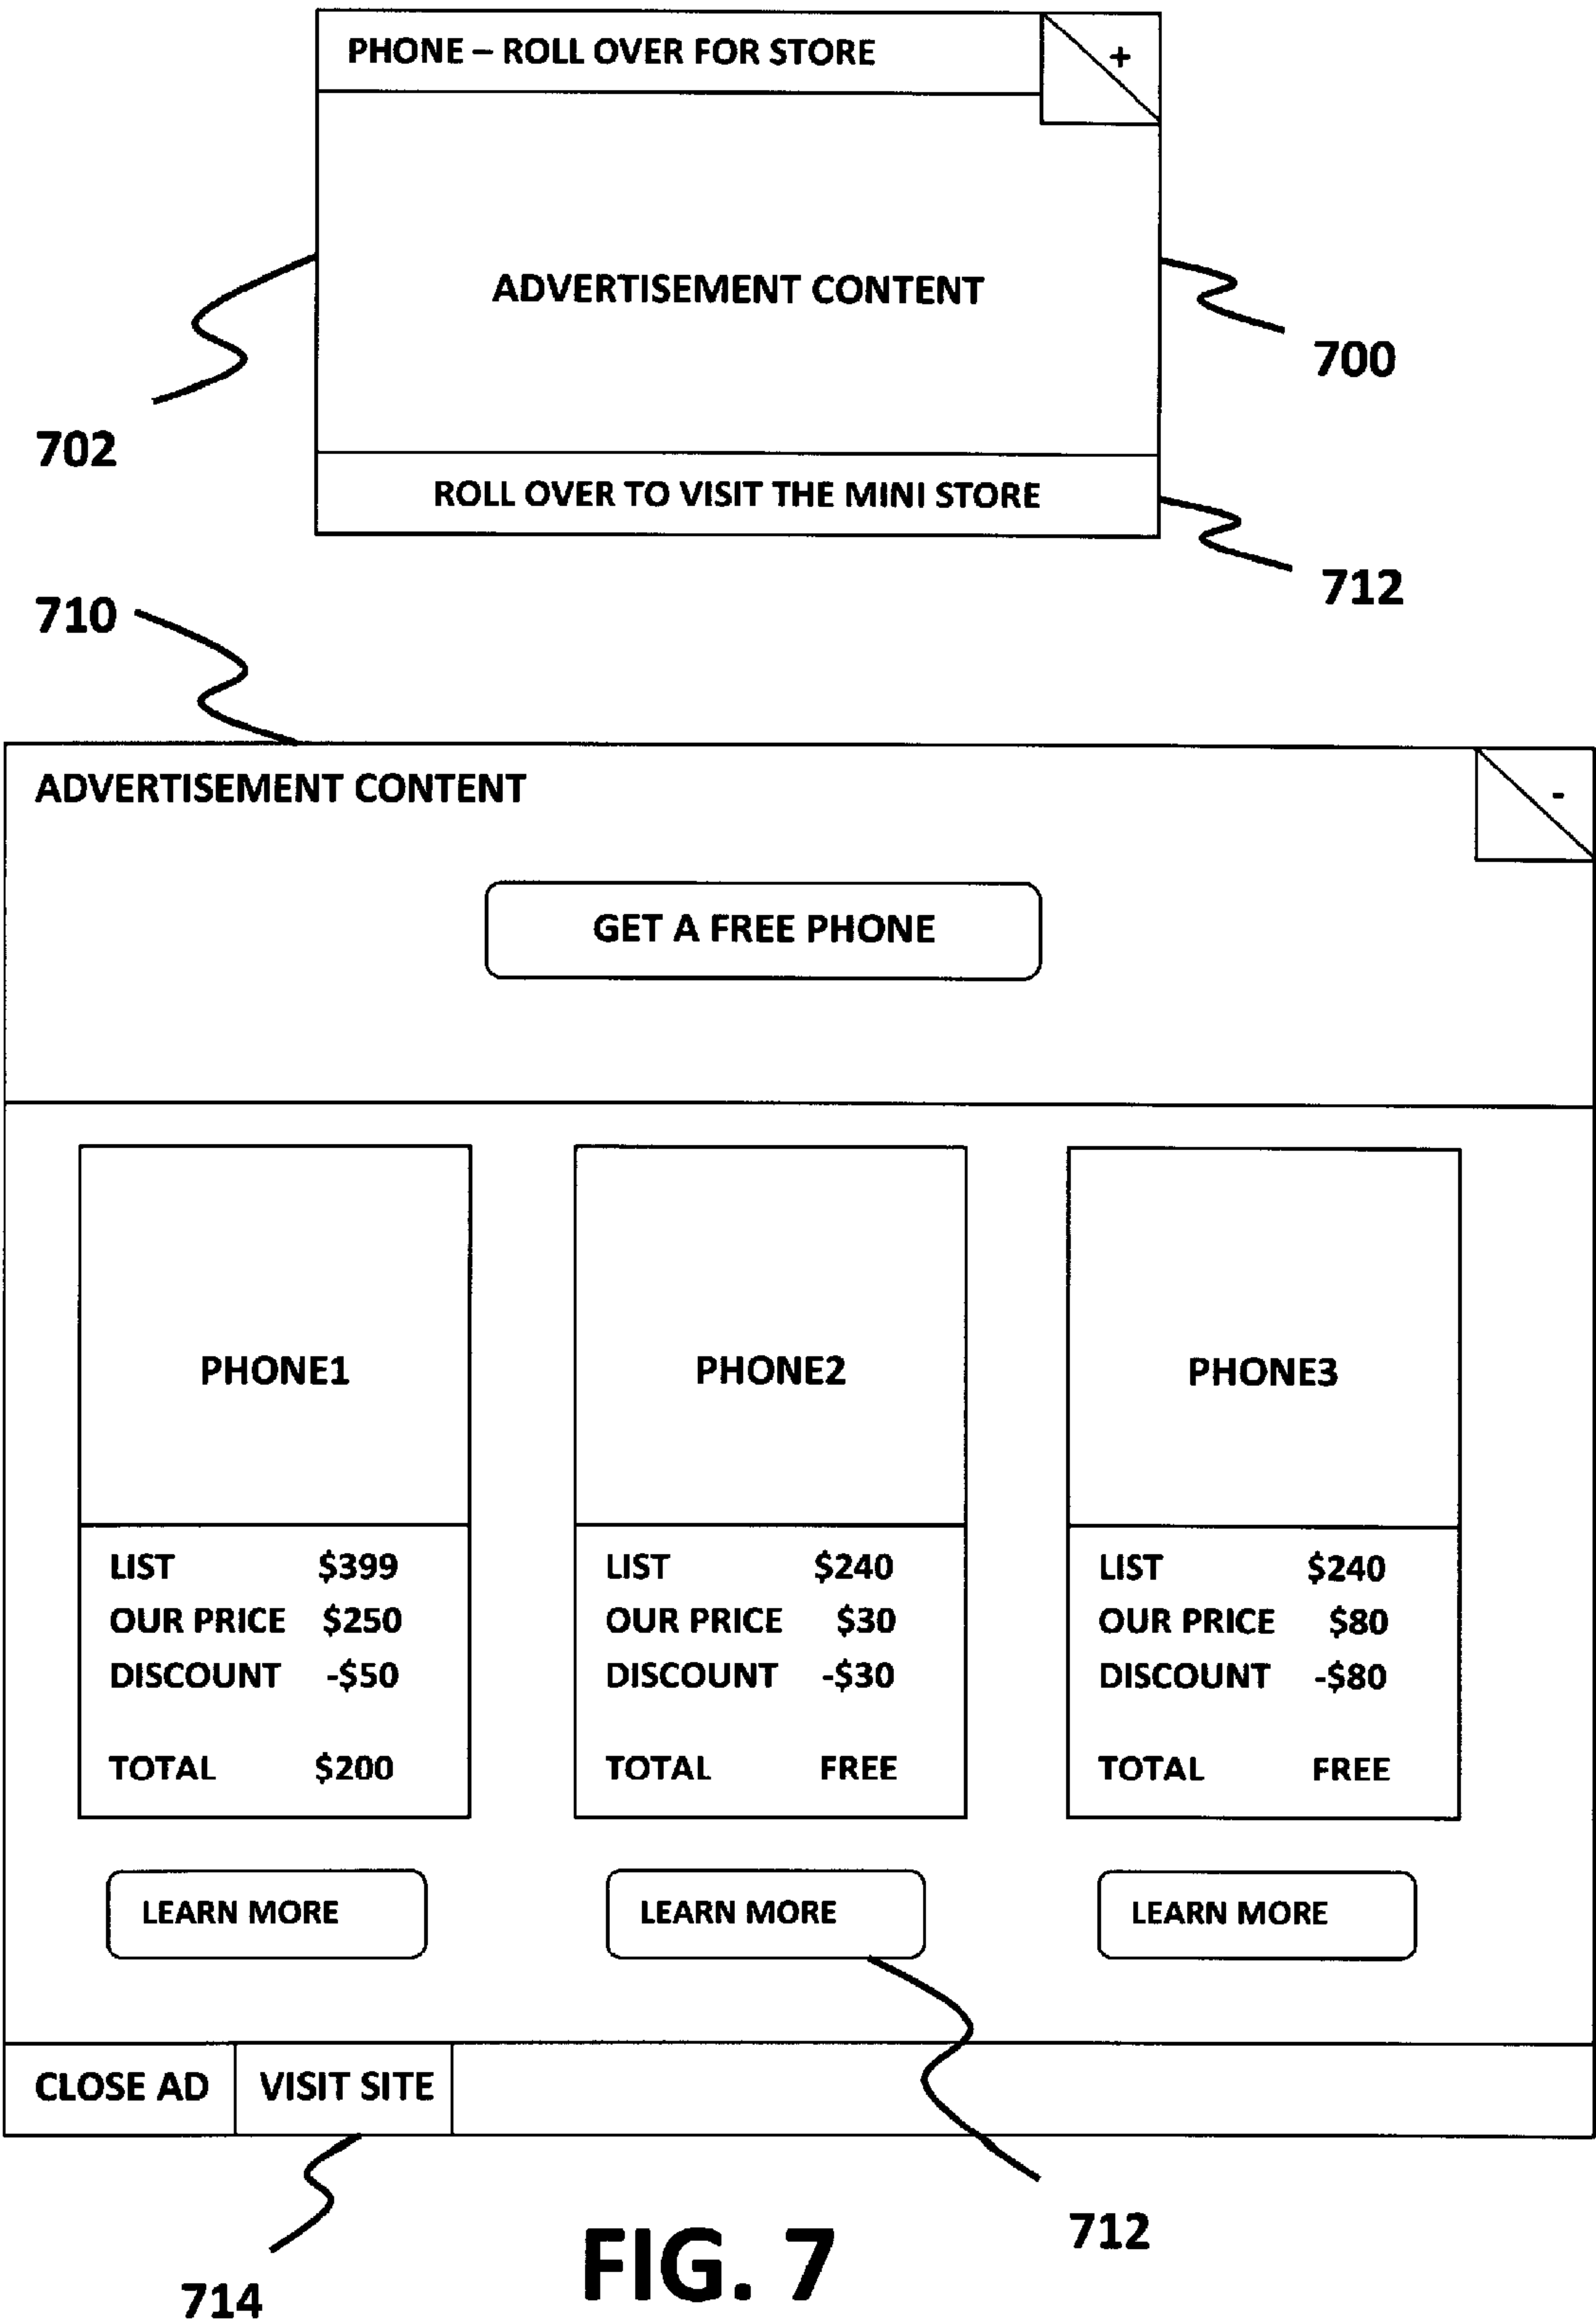 PHONE – ROLL OVER FOR STORE +
ADVERTISEMENT CONTENT
700
702
ROLL OVER TO VISIT THE MINI STORE
712
710
ADVERTISEMENT CONTENT -
GET A FREE PHONE
PHONE1 PHONE2 PHONE3
LIST $399 LIST $240 LIST $240
OUR PRICE $250 OUR PRICE $30 OUR PRICE $80
DISCOUNT -$50 DISCOUNT -$30 DISCOUNT -$80
TOTAL $200 TOTAL FREE TOTAL FREE
LEARN MORE LEARN MORE LEARN MORE
CLOSE AD VISIT SITE
712
714
FIG. 7